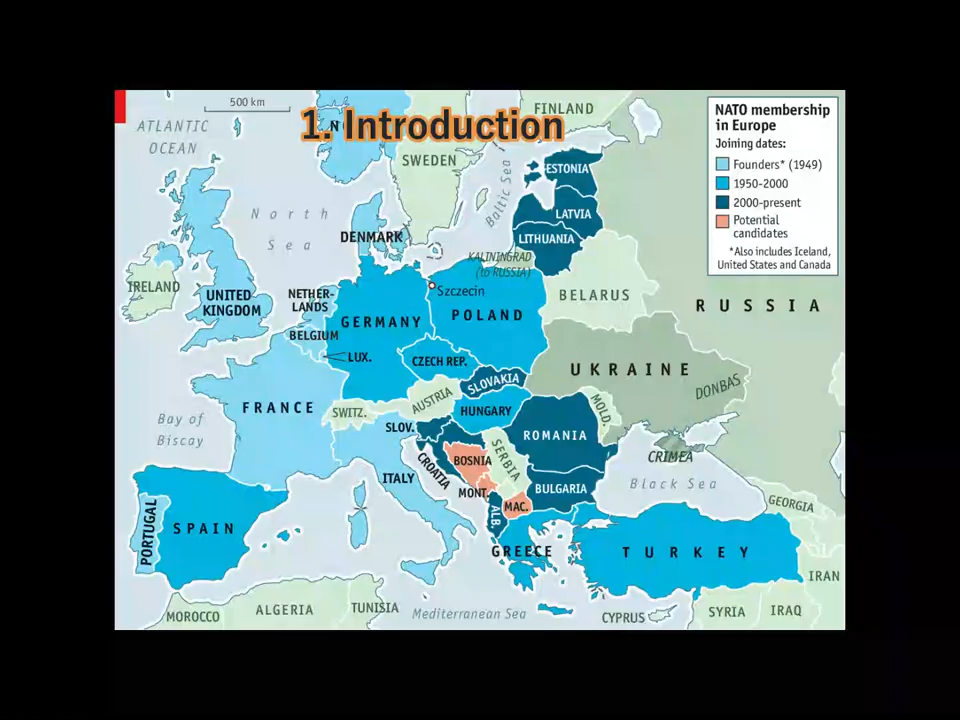 1. Introduction
500 km
ATLANTIC
OCEAN
FINLAND
SWEDEN
NATO membership
in Europe
Joining dates:
Founders* (1949)
1950-2000
2000-present
Potential
candidates
*Also includes Iceland,
United States and Canada
ESTONIA
Baltic Sea
LATVIA
LITHUANIA
North
Sea
DENMARK
KALININGRAD
(to RUSSIA)
IRELAND
UNITED
KINGDOM
NETHER-
LANDS
Szczecin
BELARUS
RUSSIA
GERMANY
POLAND
BELGIUM
LUX.
CZECH REP.
UKRAINE
DONBAS
SLOVAKIA
FRANCE
SWITZ.
AUSTRIA
HUNGARY
MOLD.
Bay of
Biscay
SLOV.
ROMANIA
CROATIA
BOSNIA
SERBIA
CRIMEA
ITALY
MONT.
MAC.
BULGARIA
Black Sea
GEORGIA
PORTUGAL
SPAIN
ALB.
GREECE
TURKEY
IRAN
MOROCCO
ALGERIA
TUNISIA
Mediterranean Sea
CYPRUS
SYRIA
IRAQ